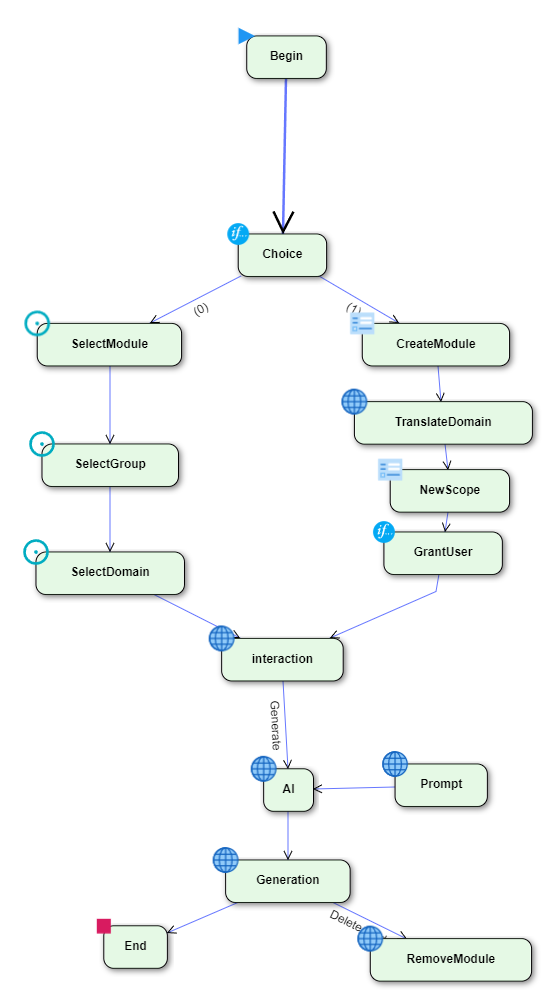 Begin
if...
Choice
(0)
(1)
SelectModule
CreateModule
TranslateDomain
SelectGroup
NewScope
if...
GrantUser
SelectDomain
interaction
Generate
AI
Prompt
Generation
Delete
End
RemoveModule